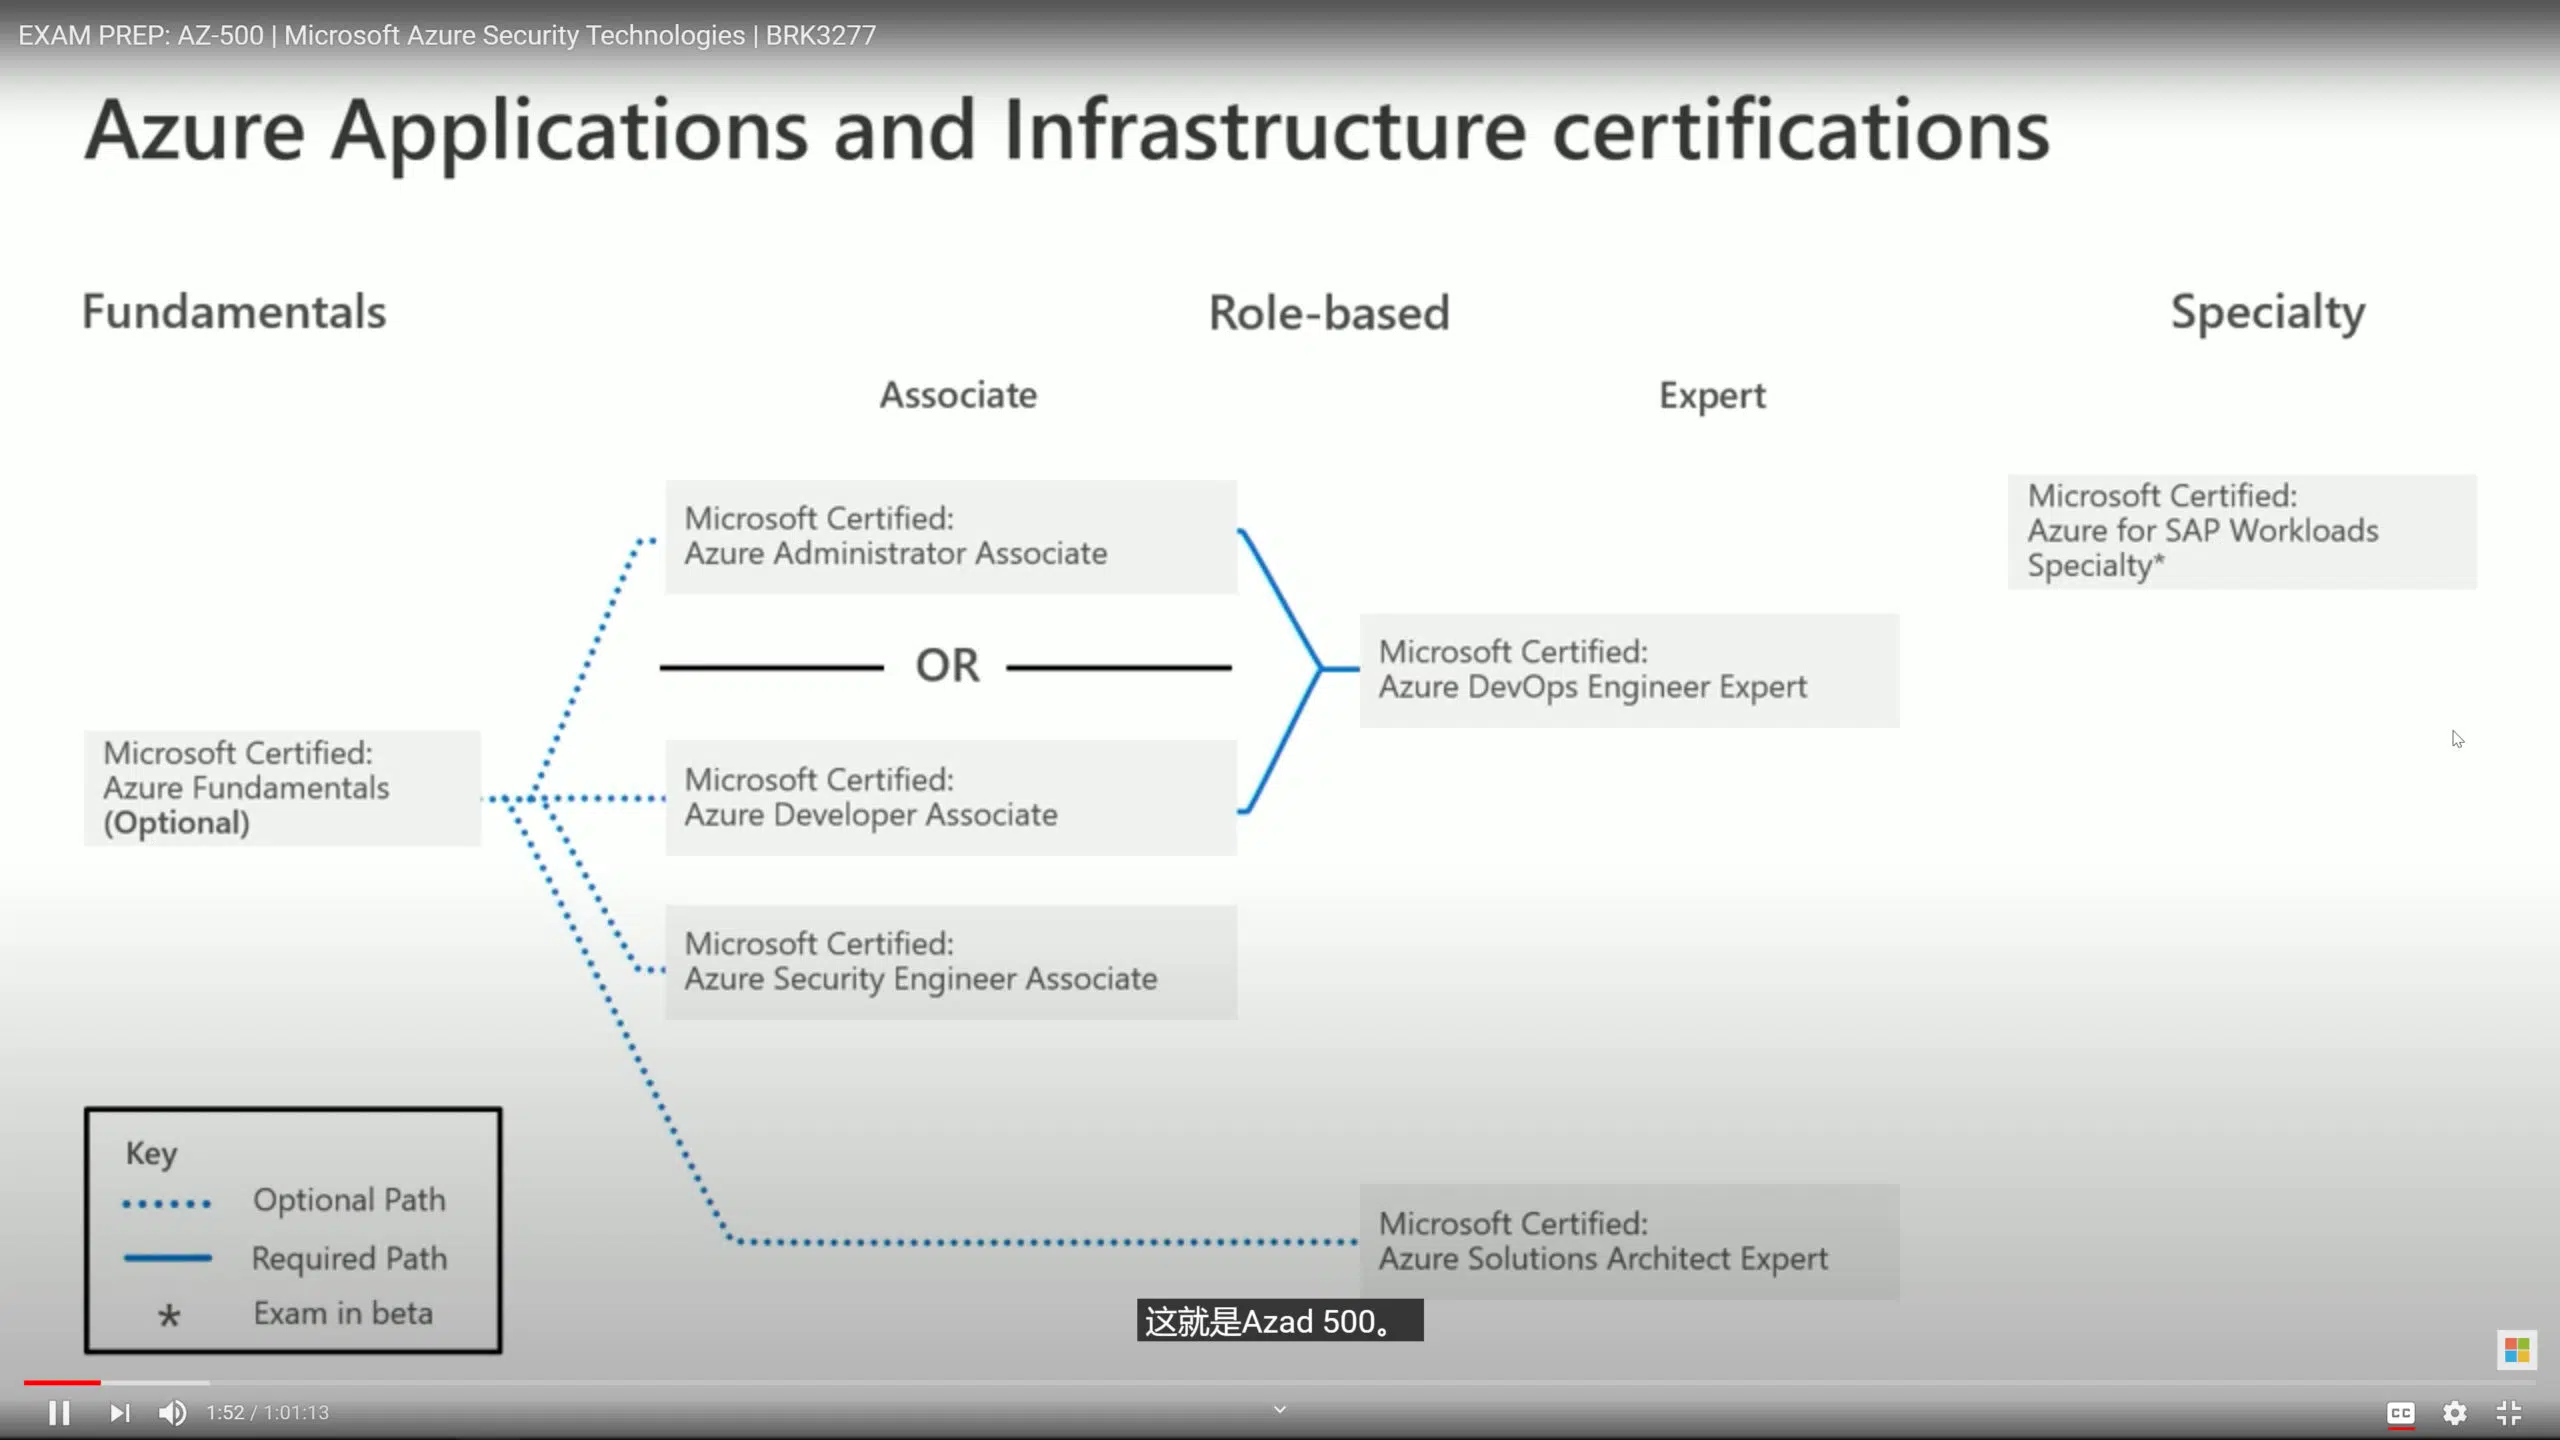 EXAM PREP: AZ-500 | Microsoft Azure Security Technologies | BRK3277
Azure Applications and Infrastructure certifications
Fundamentals
Role-based
Specialty
Associate
Expert
Microsoft Certified:
Azure Administrator Associate
Microsoft Certified:
Azure for SAP Workloads
Specialty*
OR
Microsoft Certified:
Azure DevOps Engineer Expert
Microsoft Certified:
Azure Fundamentals
(Optional)
Microsoft Certified:
Azure Developer Associate
Microsoft Certified:
Azure Security Engineer Associate
Key
Optional Path
Required Path
* Exam in beta
Microsoft Certified:
Azure Solutions Architect Expert
这就是Azad 500。
1:52 / 1:01:13
CC